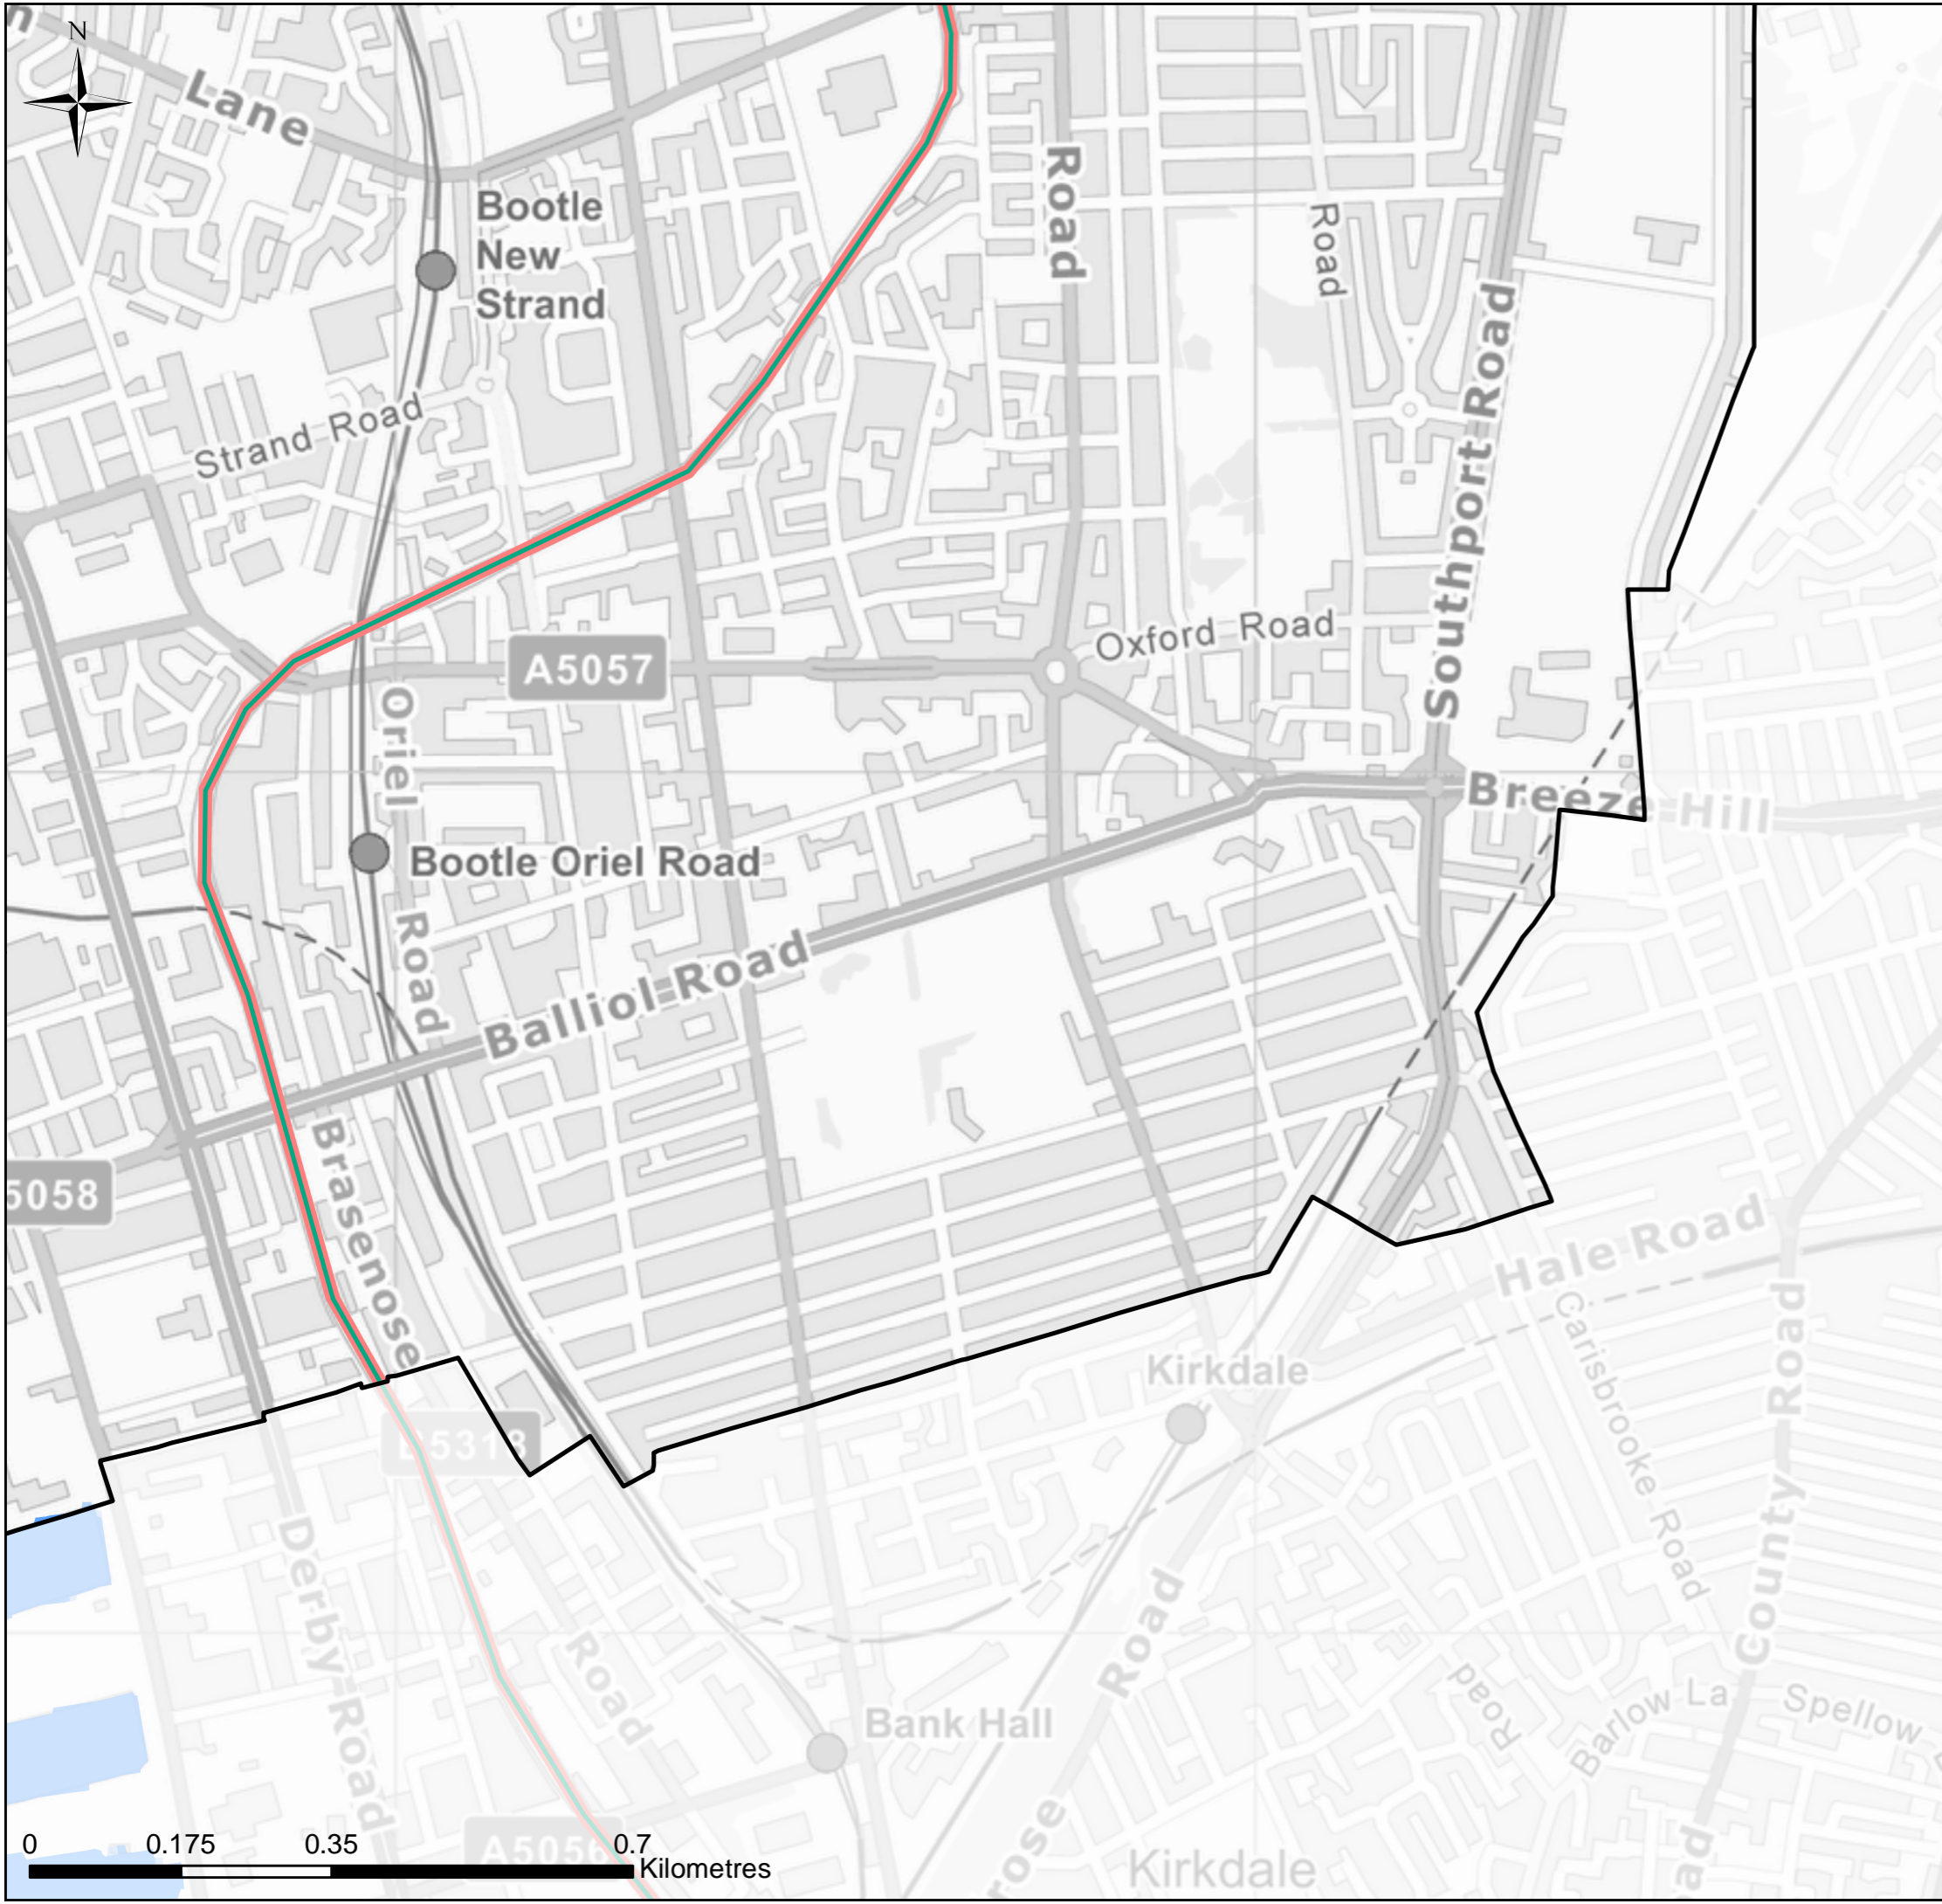 N
Lane
Bootle
New
Strand
Road
Road
Strand Road
Southport Road
A5057
Oxford Road
Oriel
Road
Breeze Hill
Bootle Oriel Road
Balliol Road
Brasenose
Road
5058
Hale Road
Kirkdale
Carisbrooke Road
County Road
B5318
Derby Road
Road
Bank Hall
Road
Barlow La
Spellow
A5056
rose
Kirkdale
oad
0 0.175 0.35 0.7
Kilometres